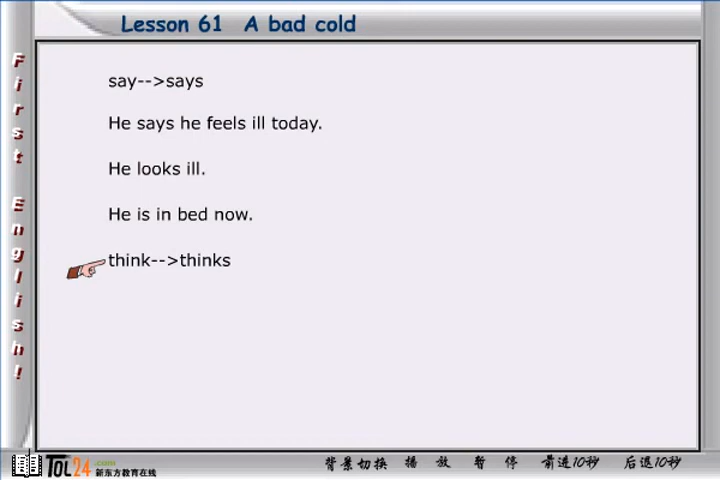 Lesson 61 A bad cold
First English!
say-->says
He says he feels ill today.
He looks ill.
He is in bed now.
think-->thinks
TOL24.com
新东方教育在线
背景切换 播放 暂停 前进10秒 后退10秒